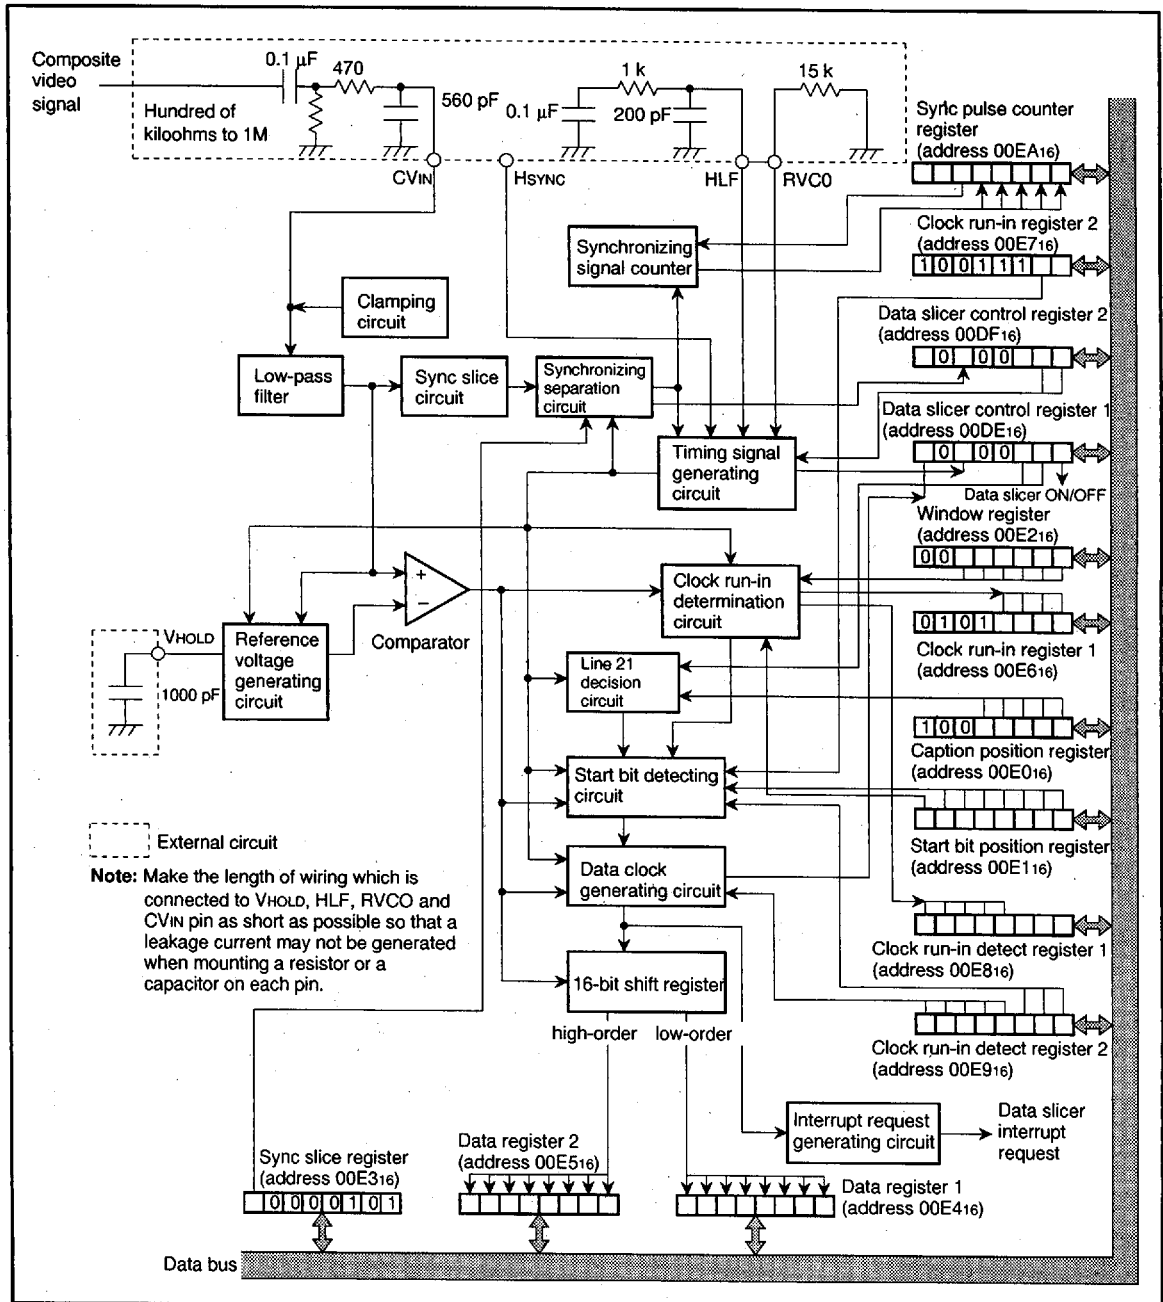 Composite
video
signal
0.1 µF
470
560 pF
Hundred of
kiloohms to 1M
0.1 µF
1 k
200 pF
15 k
CVIN
HSYNC
HLF
RVC0
Sync pulse counter
register
(address 00EA16)
Synchronizing
signal counter
Clock run-in register 2
(address 00E716)
1 0 0 1 1 1
Clamping
circuit
Data slicer control register 2
(address 00DF16)
0 0 0
Low-pass
filter
Sync slice
circuit
Synchronizing
separation
circuit
Data slicer control register 1
(address 00DE16)
0 0 0
Timing signal
generating
circuit
Data slicer ON/OFF
Window register
(address 00E216)
0 0
Comparator
+
−
Clock run-in
determination
circuit
0 1 0 1
Clock run-in register 1
(address 00E616)
VHOLD
1000 pF
Reference
voltage
generating
circuit
Line 21
decision
circuit
1 0 0
Caption position register
(address 00E016)
Start bit detecting
circuit
Start bit position register
(address 00E116)
External circuit
Note: Make the length of wiring which is
connected to VHOLD, HLF, RVCO and
CVIN pin as short as possible so that a
leakage current may not be generated
when mounting a resistor or a
capacitor on each pin.
Data clock
generating circuit
Clock run-in detect register 1
(address 00E816)
16-bit shift register
high-order
low-order
Clock run-in detect register 2
(address 00E916)
Interrupt request
generating circuit
Data slicer
interrupt
request
Sync slice register
(address 00E316)
0 0 0 0 1 0 1
Data register 2
(address 00E516)
Data register 1
(address 00E416)
Data bus